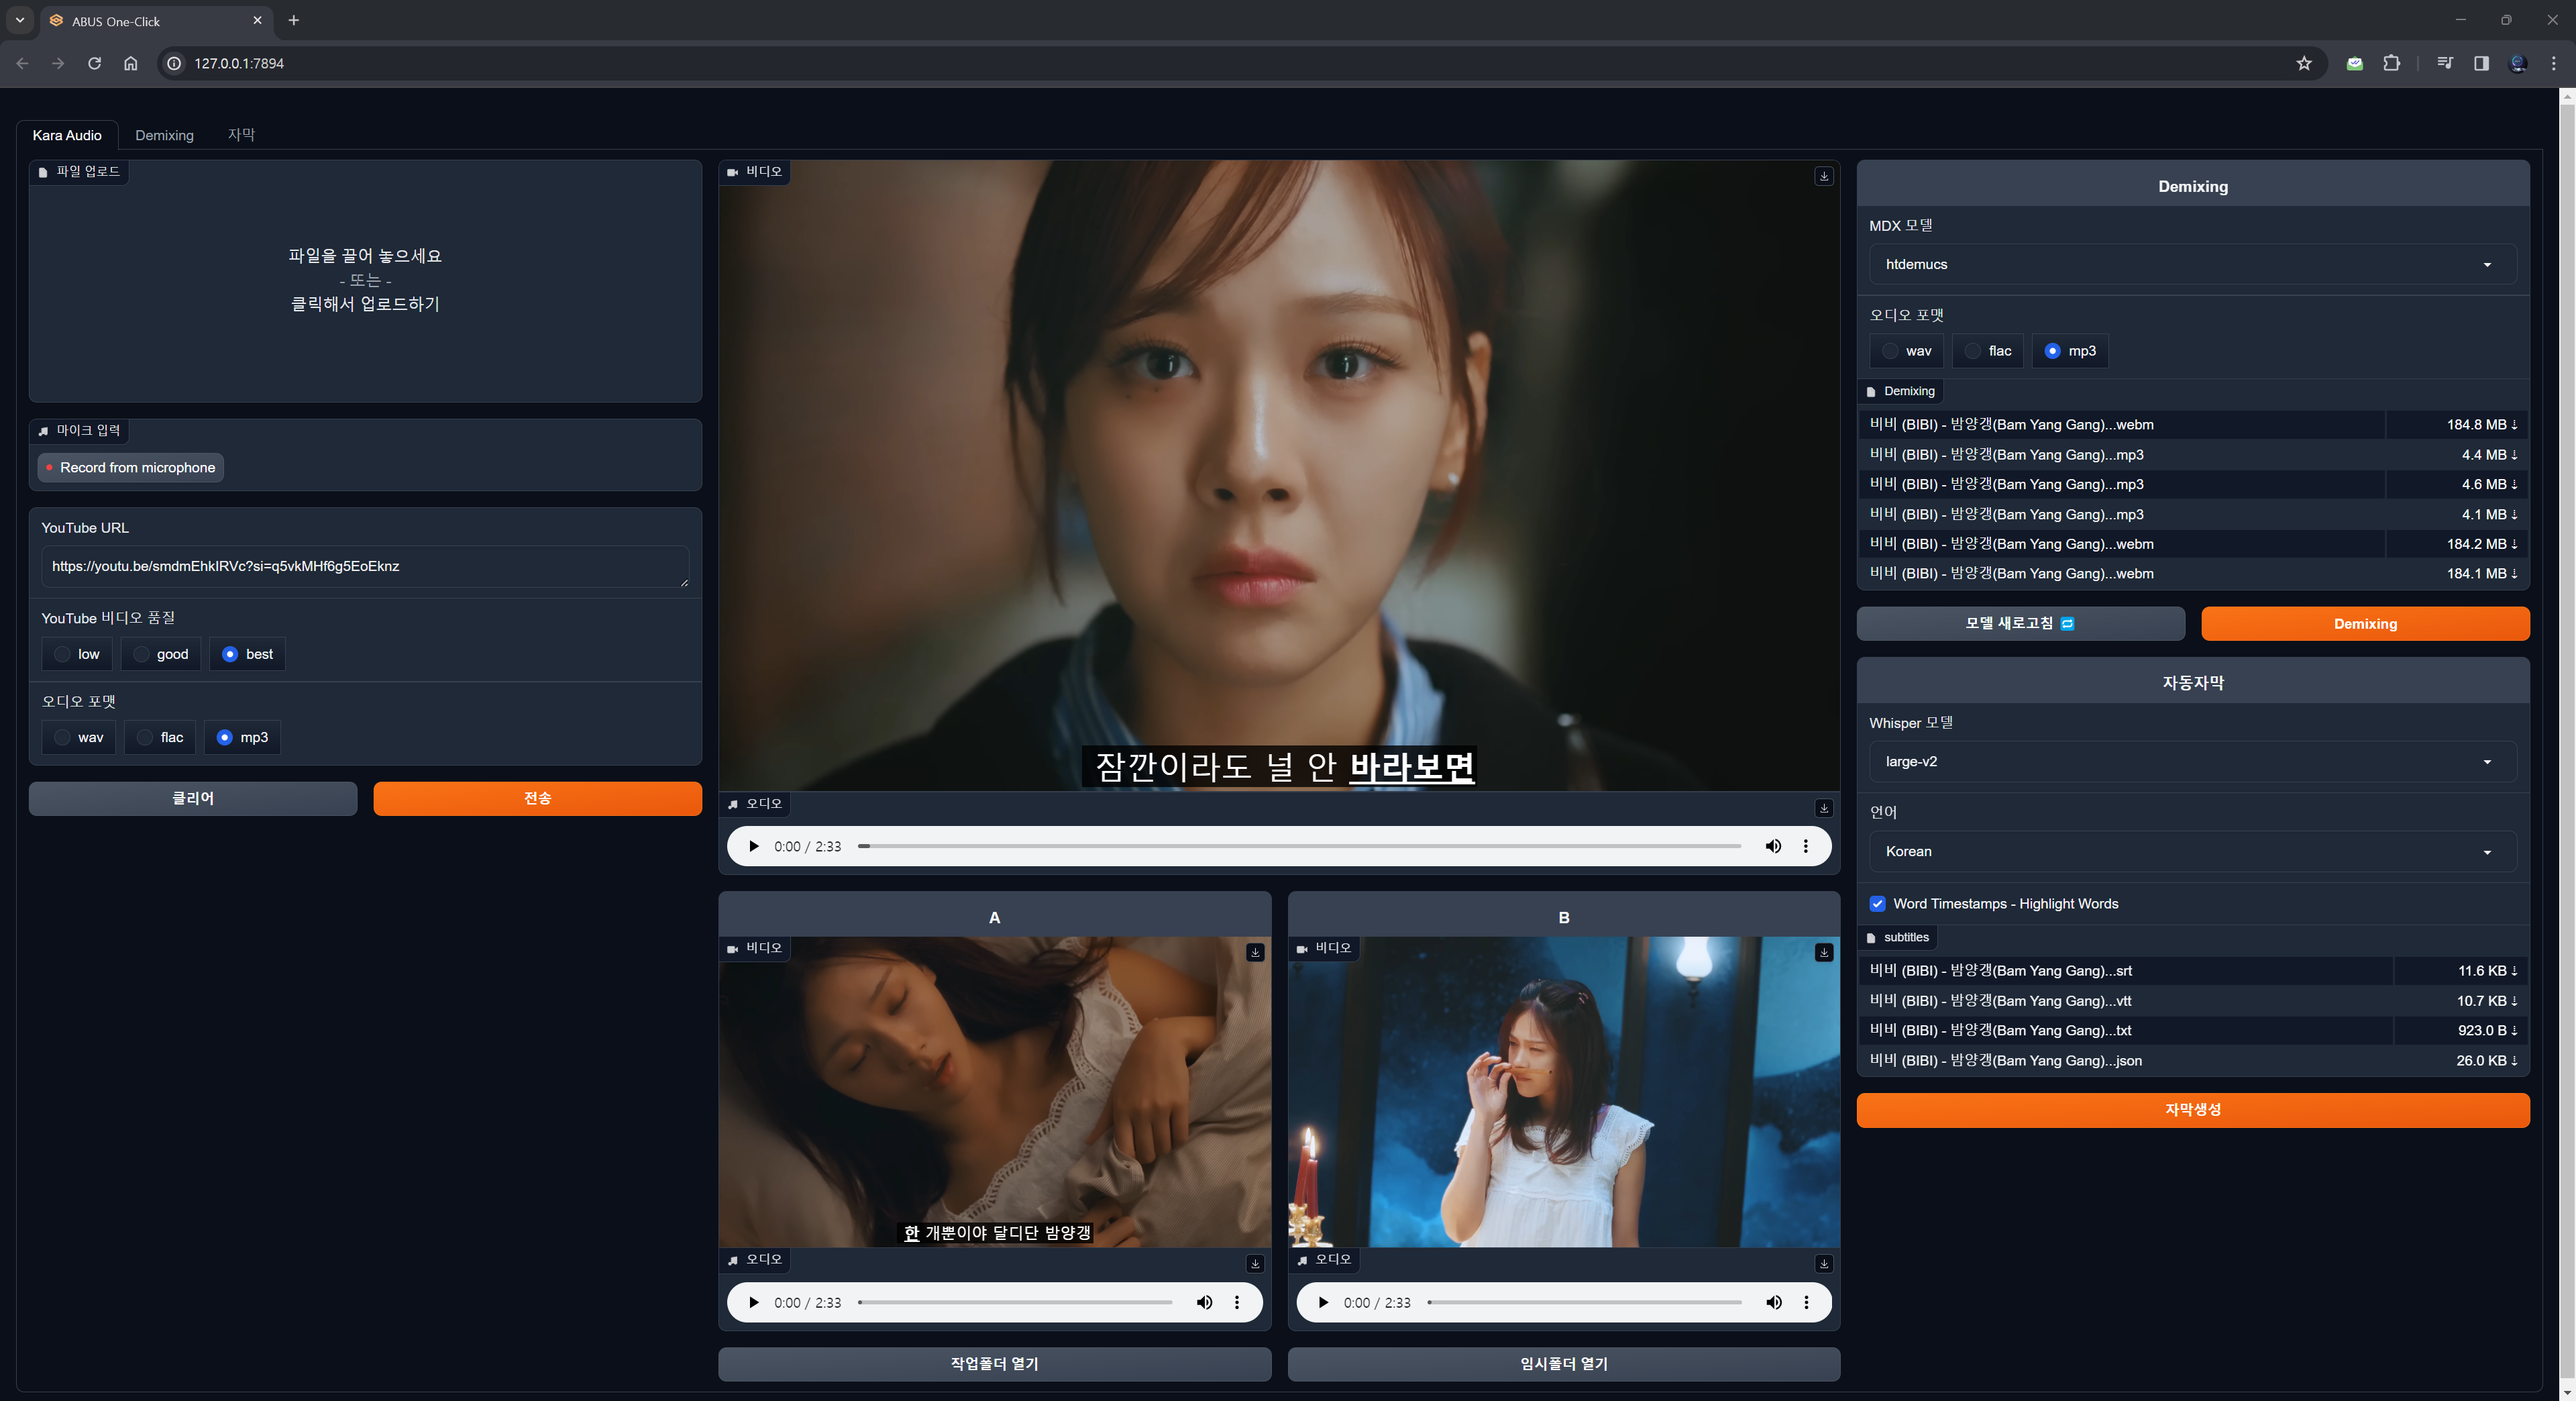 ABUS One-Click
127.0.0.1:7894
Kara Audio
Demixing
자막
파일 업로드
파일을 끌어 놓으세요
- 또는 -
클릭해서 업로드하기
마이크 입력
Record from microphone
YouTube URL
https://youtu.be/smdmEhkIRVc?si=q5vkMHf6g5EoEknz
YouTube 비디오 품질
low
good
best
오디오 포맷
wav
flac
mp3
클리어
전송
비디오
잠깐이라도 널 안 바라보면
오디오
0:00 / 2:33
A
비디오
한 개뿐이야 달디단 밤양갱
오디오
0:00 / 2:33
작업폴더 열기
B
비디오
오디오
0:00 / 2:33
임시폴더 열기
Demixing
MDX 모델
htdemucs
오디오 포맷
wav
flac
mp3
Demixing
비비 (BIBI) - 밤양갱(Bam Yang Gang)...webm 184.8 MB ⇣
비비 (BIBI) - 밤양갱(Bam Yang Gang)...mp3 4.4 MB ⇣
비비 (BIBI) - 밤양갱(Bam Yang Gang)...mp3 4.6 MB ⇣
비비 (BIBI) - 밤양갱(Bam Yang Gang)...mp3 4.1 MB ⇣
비비 (BIBI) - 밤양갱(Bam Yang Gang)...webm 184.2 MB ⇣
비비 (BIBI) - 밤양갱(Bam Yang Gang)...webm 184.1 MB ⇣
모델 새로고침
Demixing
자동자막
Whisper 모델
large-v2
언어
Korean
Word Timestamps - Highlight Words
subtitles
비비 (BIBI) - 밤양갱(Bam Yang Gang)...srt 11.6 KB ⇣
비비 (BIBI) - 밤양갱(Bam Yang Gang)...vtt 10.7 KB ⇣
비비 (BIBI) - 밤양갱(Bam Yang Gang)...txt 923.0 B ⇣
비비 (BIBI) - 밤양갱(Bam Yang Gang)...json 26.0 KB ⇣
자막생성